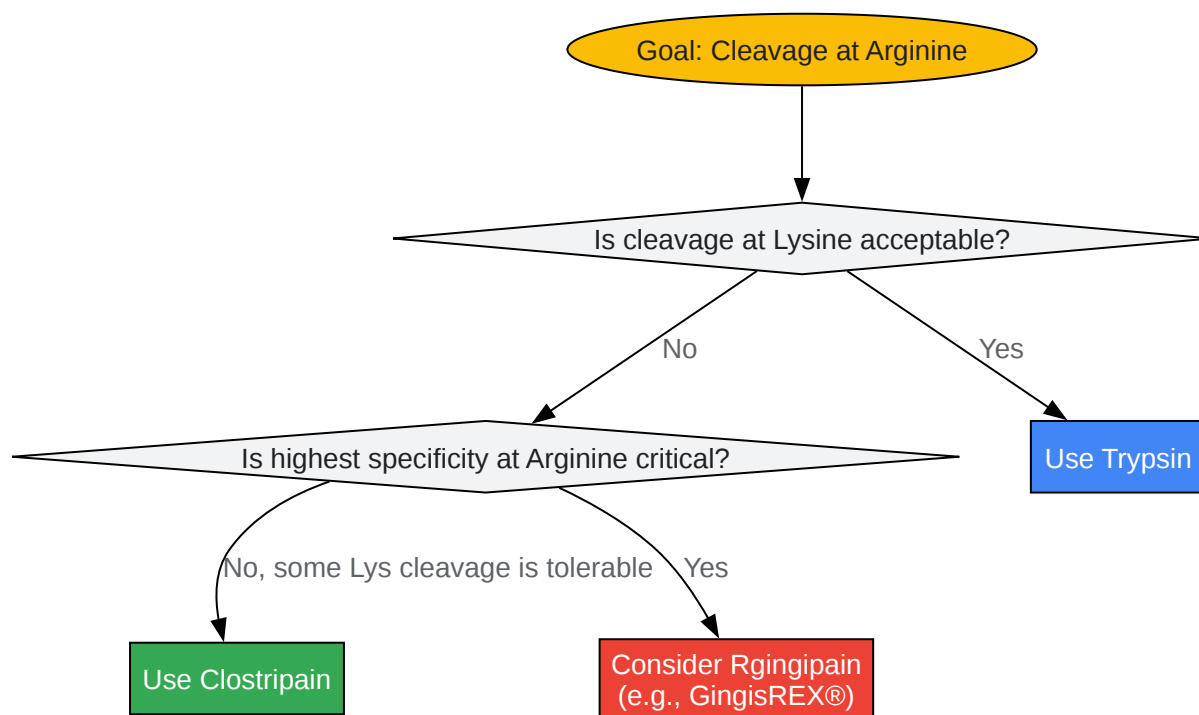 Goal: Cleavage at Arginine
Is cleavage at Lysine acceptable?
No
Yes
Is highest specificity at Arginine critical?
Use Trypsin
No, some Lys cleavage is tolerable
Yes
Use Clostripain
Consider Rgingipain
(e.g., GingisREX®)